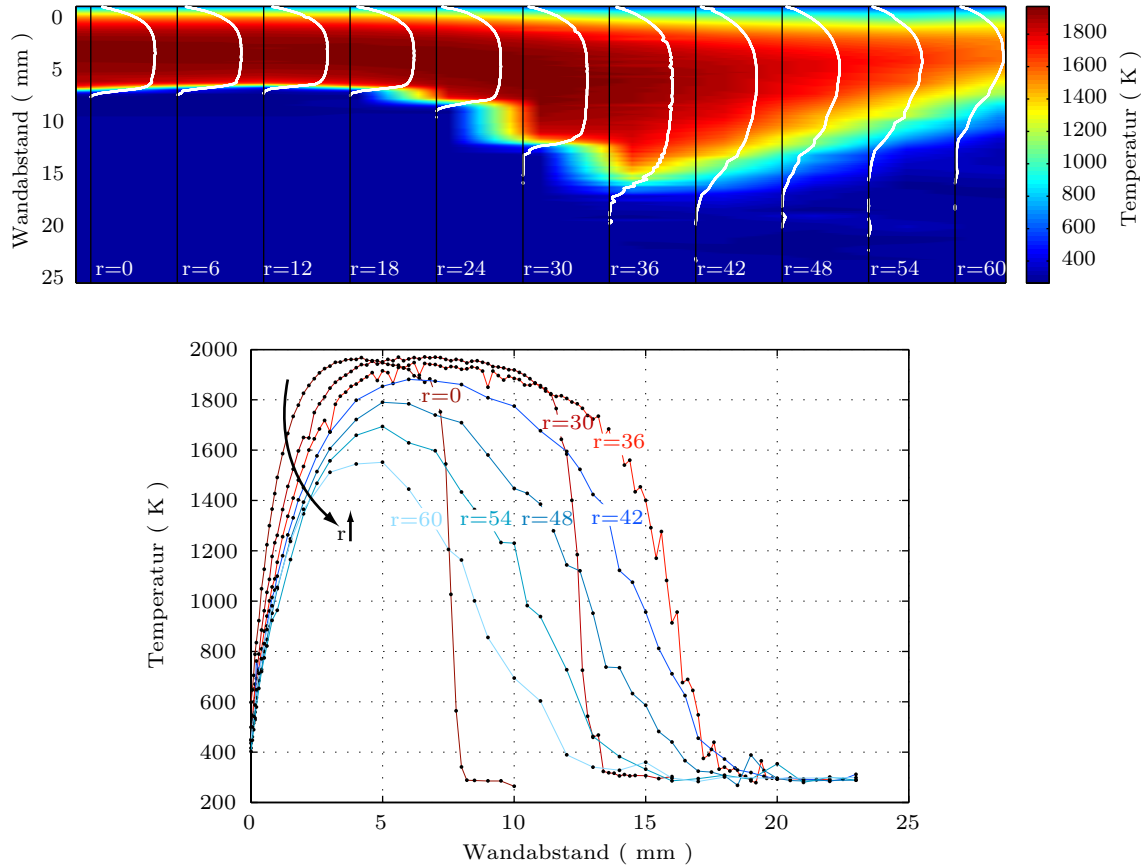 0
5
10
15
20
25
Wandabstand ( mm )
r=0
r=6
r=12
r=18
r=24
r=30
r=36
r=42
r=48
r=54
r=60
1800
1600
1400
1200
1000
800
600
400
Temperatur ( K )
2000
1800
1600
1400
1200
1000
800
600
400
200
Temperatur ( K )
r=0
r=30
r=36
r=60
r=54
r=48
r=42
r
0
5
10
15
20
25
Wandabstand ( mm )